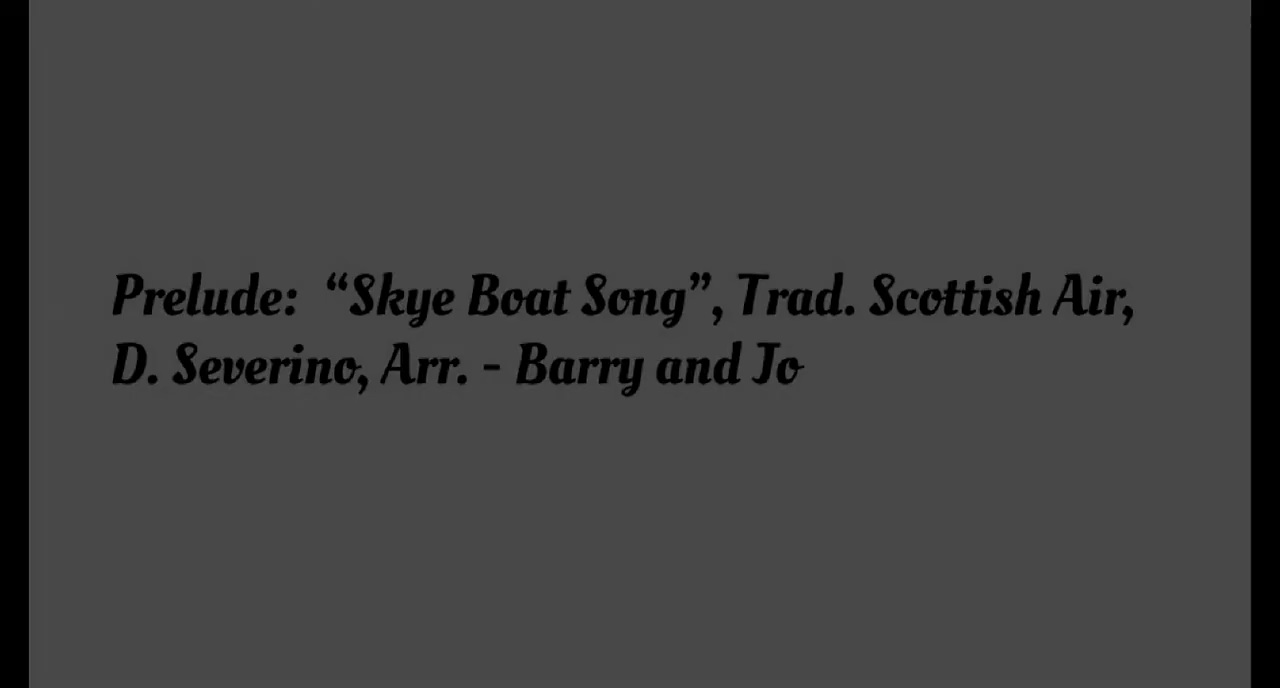 Prelude:  “Skye Boat Song”, Trad. Scottish Air,
D. Severino, Arr. - Barry and Jo